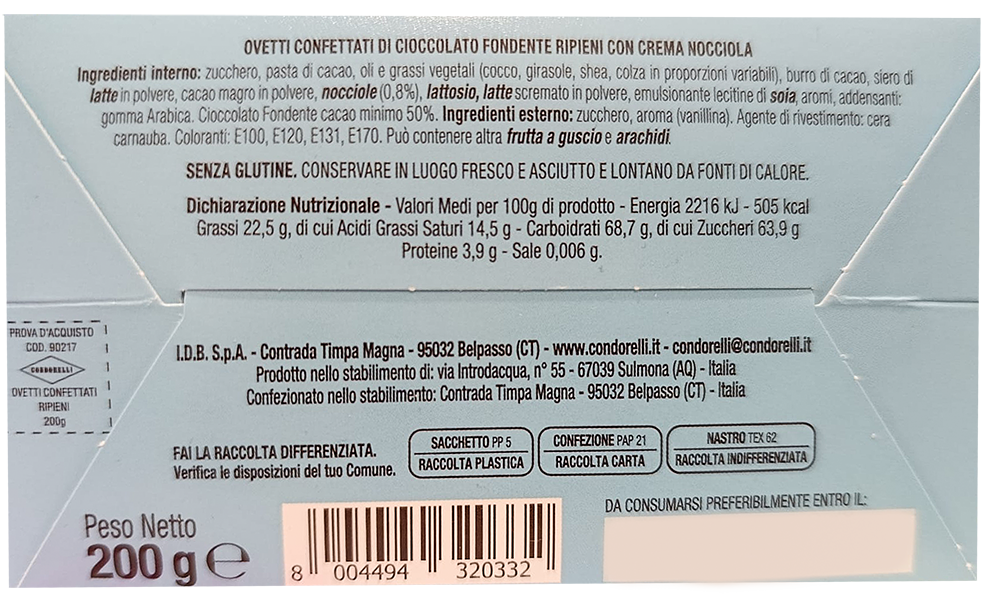 OVETTI CONFETTATI DI CIOCCOLATO FONDENTE RIPIENI CON CREMA NOCCIOLA
Ingredienti interno: zucchero, pasta di cacao, oli e grassi vegetali (cocco, girasole, shea, colza in proporzioni variabili), burro di cacao, siero di
latte in polvere, cacao magro in polvere, nocciole (0,8%), lattosio, latte scremato in polvere, emulsionante lecitine di soia, aromi, addensanti:
gomma Arabica. Cioccolato Fondente cacao minimo 50%. Ingredienti esterno: zucchero, aroma (vanillina). Agente di rivestimento: cera
carnauba. Coloranti: E100, E120, E131, E170. Può contenere altra frutta a guscio e arachidi.
SENZA GLUTINE. CONSERVARE IN LUOGO FRESCO E ASCIUTTO E LONTANO DA FONTI DI CALORE.
Dichiarazione Nutrizionale - Valori Medi per 100g di prodotto - Energia 2216 kJ - 505 kcal
Grassi 22,5 g, di cui Acidi Grassi Saturi 14,5 g - Carboidrati 68,7 g, di cui Zuccheri 63,9 g
Proteine 3,9 g - Sale 0,006 g.
PROVA D'ACQUISTO
COD. 90217
CONDORELLI
OVETTI CONFETTATI
RIPIENI
200g
I.D.B. S.p.A. - Contrada Timpa Magna - 95032 Belpasso (CT) - www.condorelli.it - condorelli@condorelli.it
Prodotto nello stabilimento di: via Introdacqua, n° 55 - 67039 Sulmona (AQ) - Italia
Confezionato nello stabilimento: Contrada Timpa Magna - 95032 Belpasso (CT) - Italia
FAI LA RACCOLTA DIFFERENZIATA.
Verifica le disposizioni del tuo Comune.
SACCHETTO PP 5
RACCOLTA PLASTICA
CONFEZIONE PAP 21
RACCOLTA CARTA
NASTRO TEX 62
RACCOLTA INDIFFERENZIATA
Peso Netto
200 g e
8 004494 320332
DA CONSUMARSI PREFERIBILMENTE ENTRO IL: